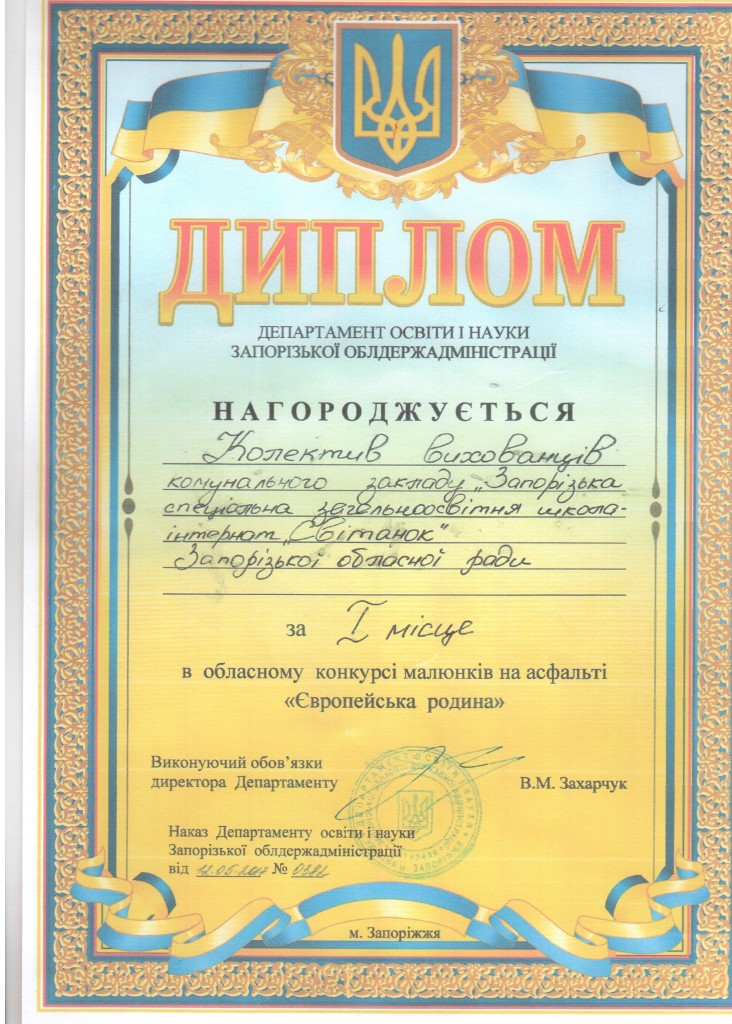 ДИПЛОМ
ДЕПАРТАМЕНТ ОСВІТИ І НАУКИ
ЗАПОРІЗЬКОЇ ОБЛДЕРЖАДМІНІСТРАЦІЇ
НАГОРОДЖУЄТЬСЯ
Колектив вихованців
комунального закладу „Запорізька
спеціальна загальноосвітня школа-
інтернат „Світанок"
Запорізької обласної ради
за I місце
в обласному конкурсі малюнків на асфальті
«Європейська родина»
Виконуючий обов’язки
директора Департаменту В.М. Захарчук
Наказ Департаменту освіти і науки
Запорізької облдержадміністрації
від №
м. Запоріжжя